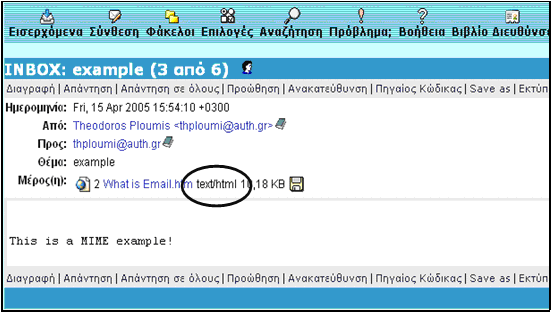 Εισερχόμενα Σύνθεση Φάκελοι Επιλογές Αναζήτηση Πρόβλημα; Βοήθεια Βιβλίο Διευθύνσ
INBOX: example (3 από 6)
Διαγραφή | Απάντηση | Απάντηση σε όλους | Προώθηση | Ανακατεύθυνση | Πηγαίος Κώδικας | Save as | Εκτύπ
Ημερομηνία: Fri, 15 Apr 2005 15:54:10 +0300
Από: Theodoros Ploumis <thploumi@auth.gr>
Προς: thploumi@auth.gr
Θέμα: example
Μέρος(η): 2 What is Email.htm text/html 10,18 KB
This is a MIME example!
Διαγραφή | Απάντηση | Απάντηση σε όλους | Προώθηση | Ανακατεύθυνση | Πηγαίος Κώδικας | Save as | Εκτύπ